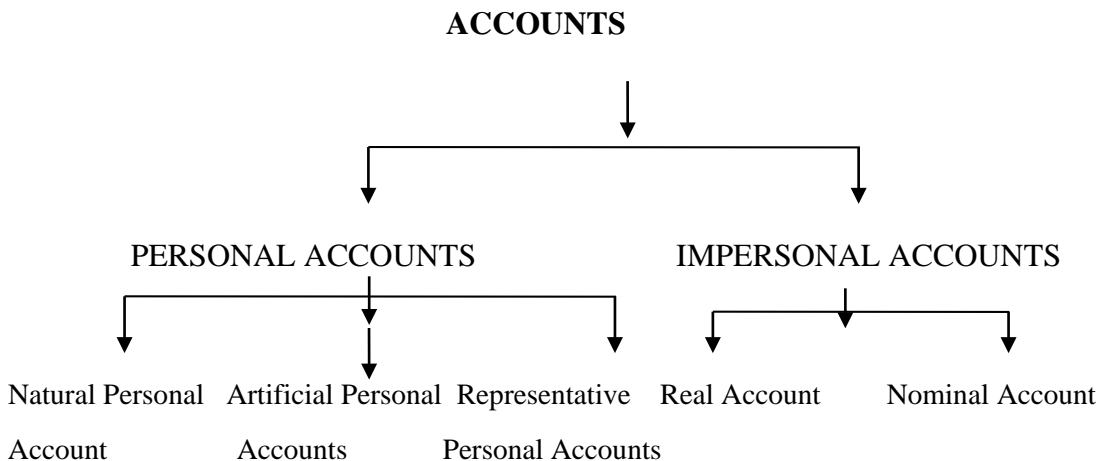 ACCOUNTS
PERSONAL ACCOUNTS IMPERSONAL ACCOUNTS
Natural Personal Artificial Personal Representative Real Account Nominal Account
Account Accounts Personal Accounts